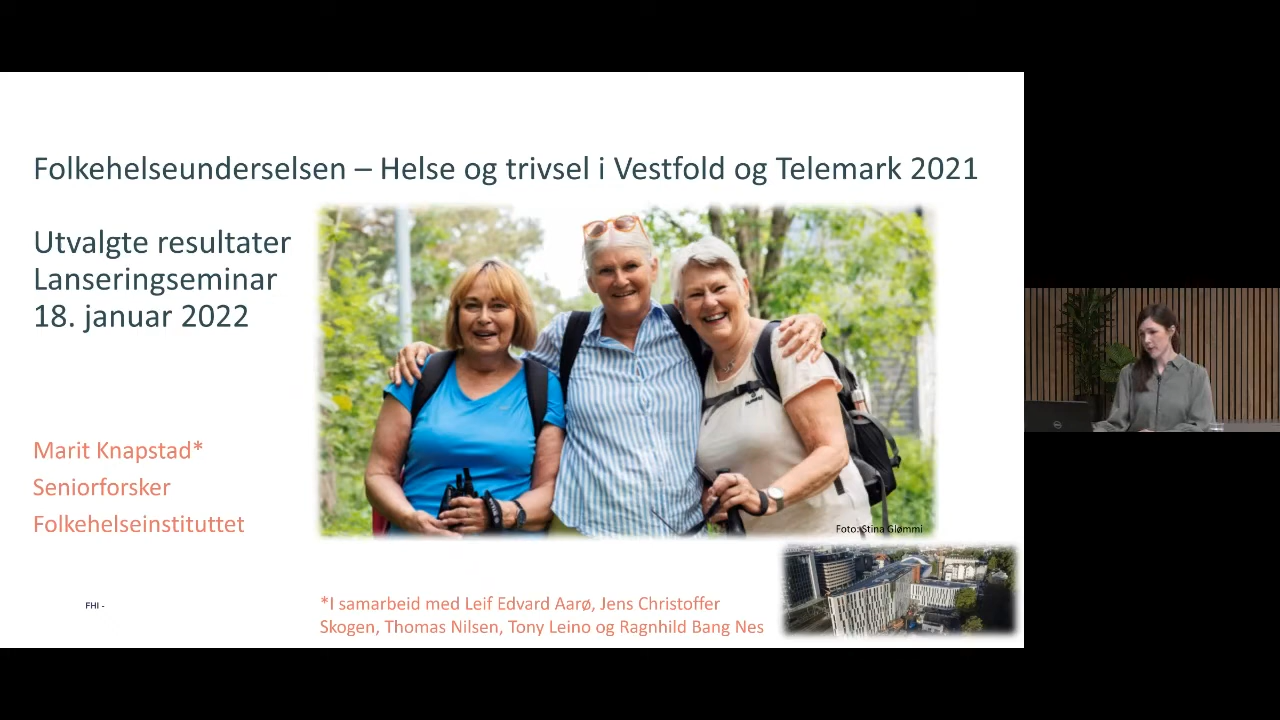 Folkehelseunderselsen – Helse og trivsel i Vestfold og Telemark 2021
Utvalgte resultater
Lanseringseminar
18. januar 2022
Marit Knapstad*
Seniorforsker
Folkehelseinstituttet
Foto: Stina Glømmi
FHI -
*I samarbeid med Leif Edvard Aarø, Jens Christoffer
Skogen, Thomas Nilsen, Tony Leino og Ragnhild Bang Nes